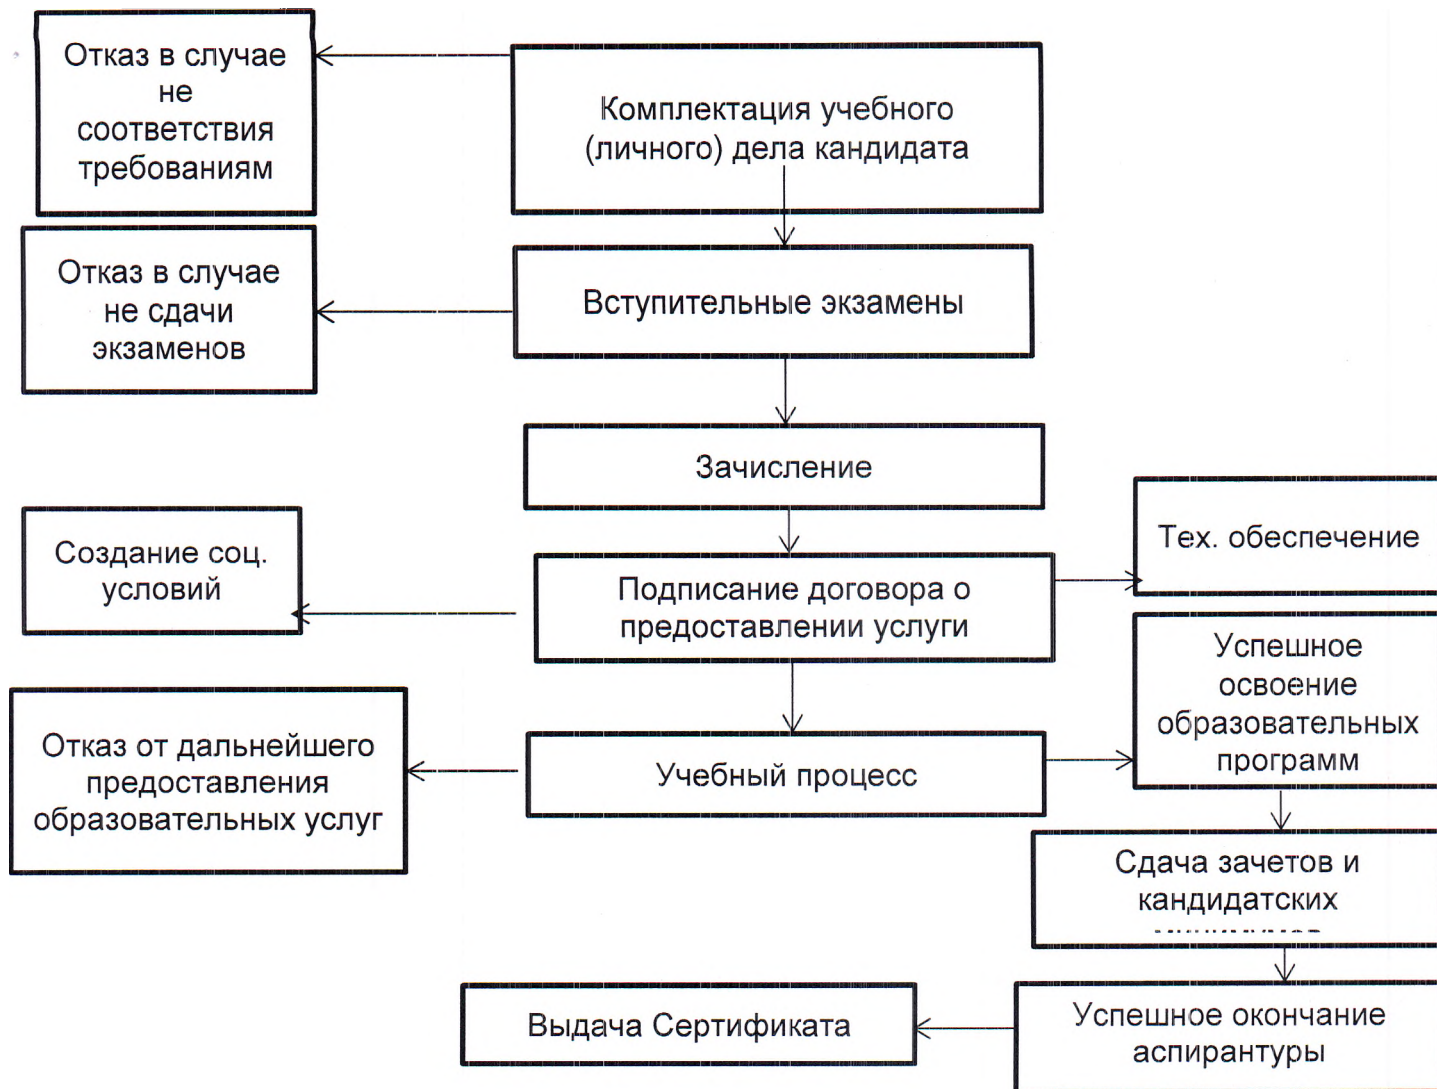 Отказ в случае
не
соответствия
требованиям
Комплектация учебного
(личного) дела кандидата
Отказ в случае
не сдачи
экзаменов
Вступительные экзамены
Зачисление
Создание соц.
условий
Тех. обеспечение
Подписание договора о
предоставлении услуги
Успешное
освоение
образовательных
программ
Отказ от дальнейшего
предоставления
образовательных услуг
Учебный процесс
Сдача зачетов и
кандидатских
Выдача Сертификата
Успешное окончание
аспирантуры